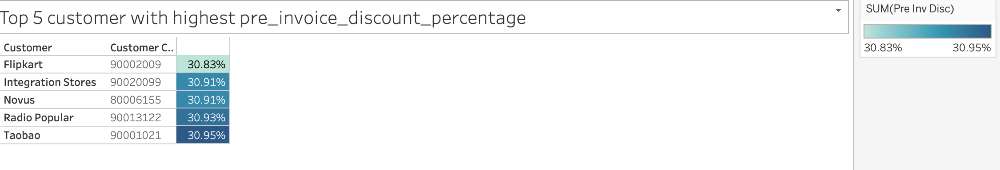 Top 5 customer with highest pre_invoice_discount_percentage
SUM(Pre Inv Disc)
30.83% 30.95%
Customer Customer C..
Flipkart 90002009 30.83%
Integration Stores 90020099 30.91%
Novus 80006155 30.91%
Radio Popular 90013122 30.93%
Taobao 90001021 30.95%